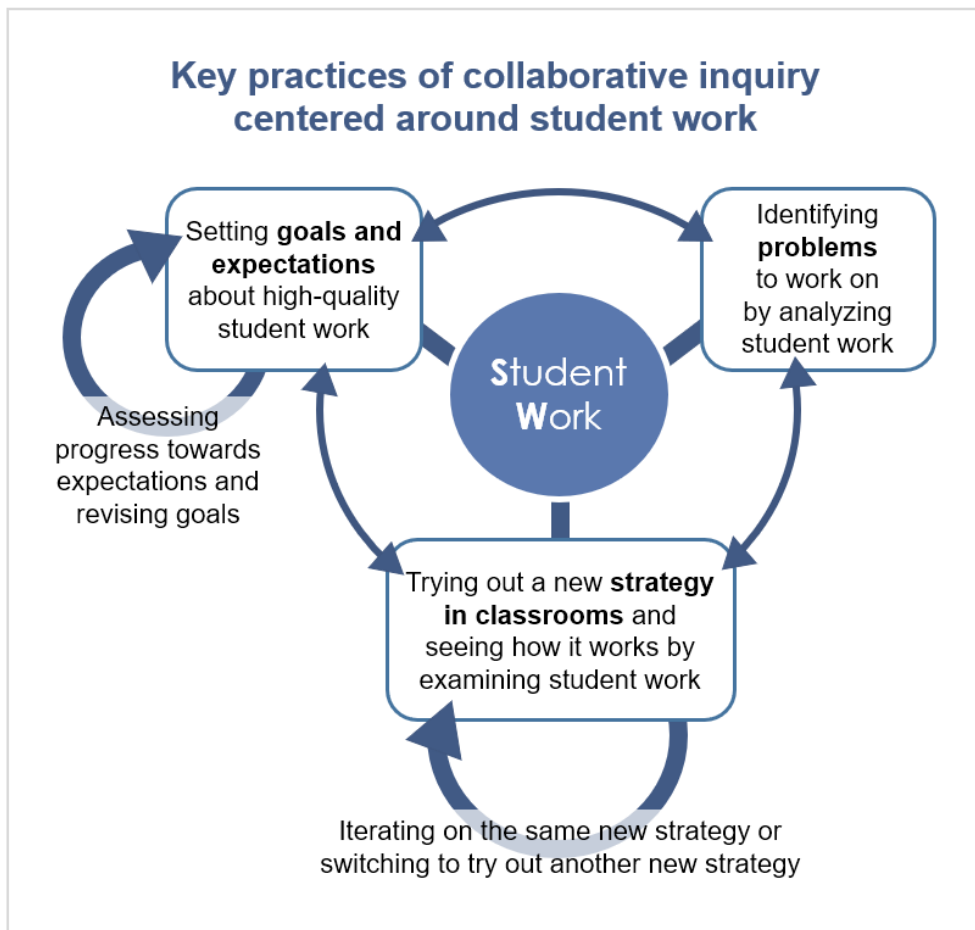 Key practices of collaborative inquiry
centered around student work
Setting goals and
expectations
about high-quality
student work
Identifying
problems
to work on
by analyzing
student work
Student
Work
Assessing
progress towards
expectations and
revising goals
Trying out a new strategy
in classrooms and
seeing how it works by
examining student work
Iterating on the same new strategy or
switching to try out another new strategy